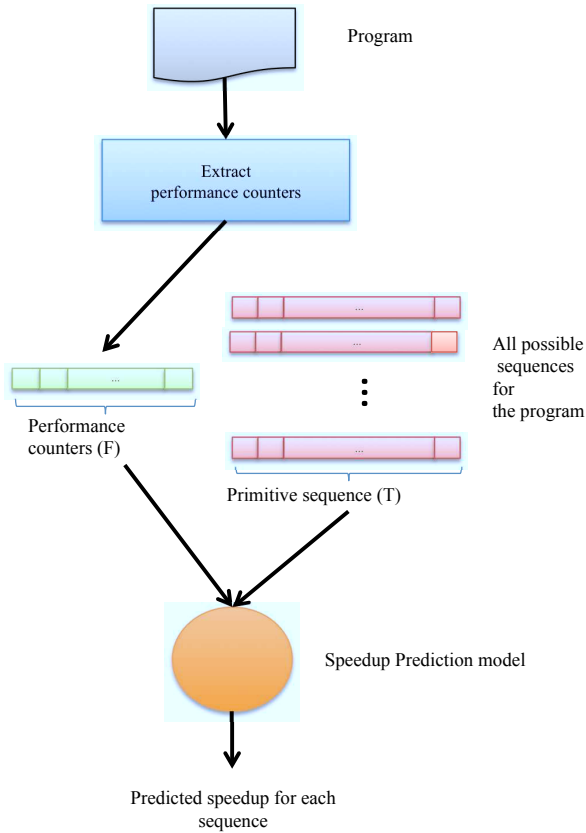 Program
Extract
performance counters
...
...
...
All possible
sequences
for
the program
...
Performance
counters (F)
Primitive sequence (T)
Speedup Prediction model
Predicted speedup for each
sequence